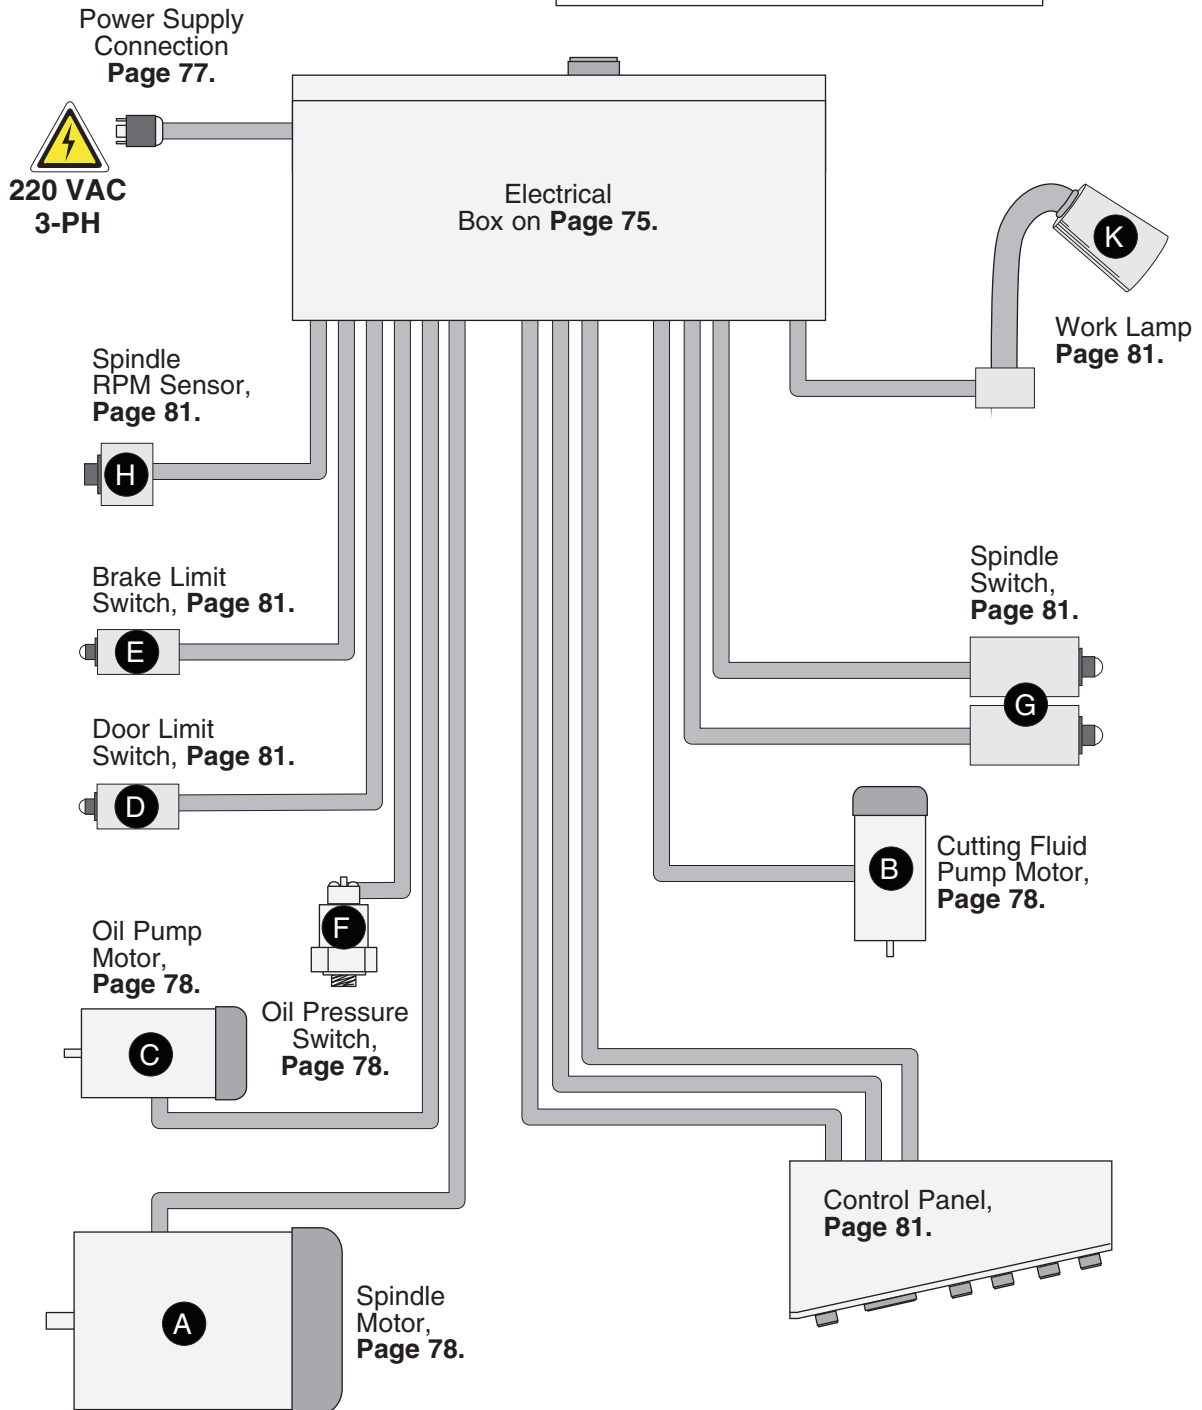 Power Supply
Connection
Page 77.
220 VAC
3-PH
Electrical
Box on Page 75.
K
Work Lamp
Page 81.
Spindle
RPM Sensor,
Page 81.
H
Brake Limit
Switch, Page 81.
E
Spindle
Switch,
Page 81.
G
Door Limit
Switch, Page 81.
D
B
Cutting Fluid
Pump Motor,
Page 78.
F
Oil Pressure
Switch,
Page 78.
Oil Pump
Motor,
Page 78.
C
Control Panel,
Page 81.
A
Spindle
Motor,
Page 78.